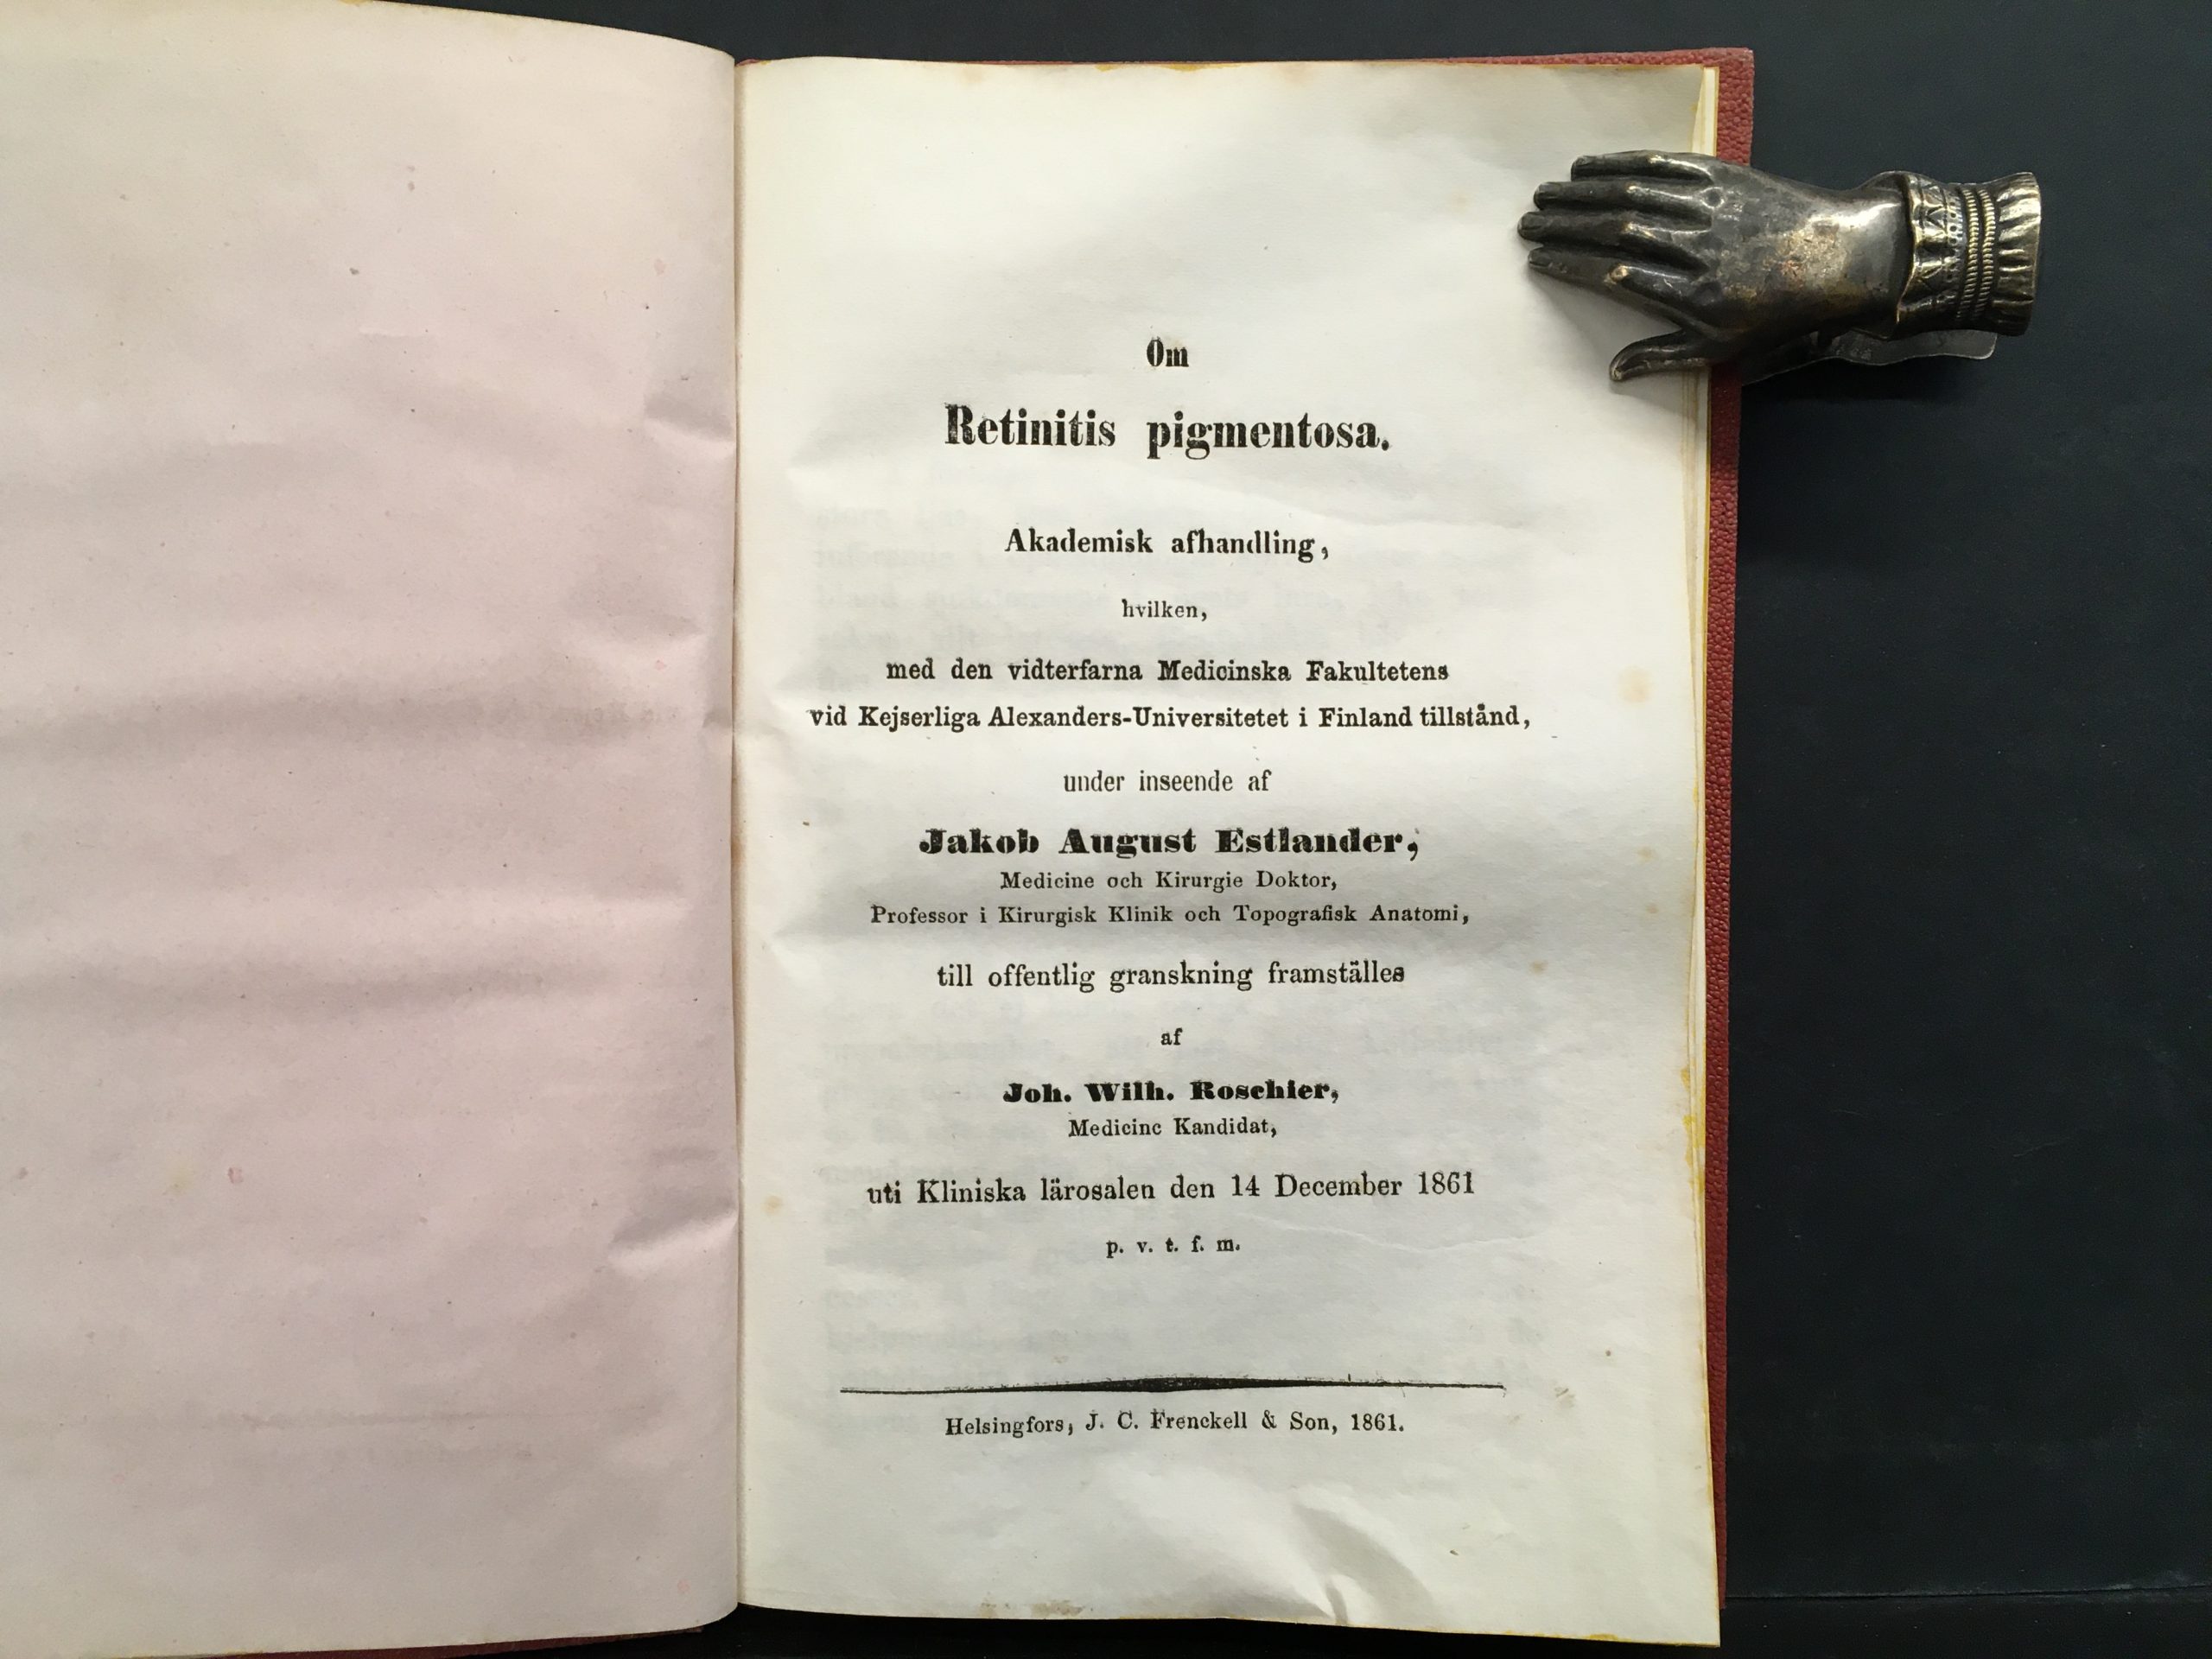 Om
Retinitis pigmentosa.
Akademisk afhandling,
hvilken,
med den vidterfarna Medicinska Fakultetens
vid Kejserliga Alexanders-Universitetet i Finland tillstånd,
under inseende af
Jakob August Estlander,
Medicine och Kirurgie Doktor,
Professor i Kirurgisk Klinik och Topografisk Anatomi,
till offentlig granskning framställes
af
Joh. Wilh. Roschier,
Medicine Kandidat,
uti Kliniska lärosalen den 14 December 1861
p. v. t. f. m.
Helsingfors, J. C. Frenckell & Son, 1861.